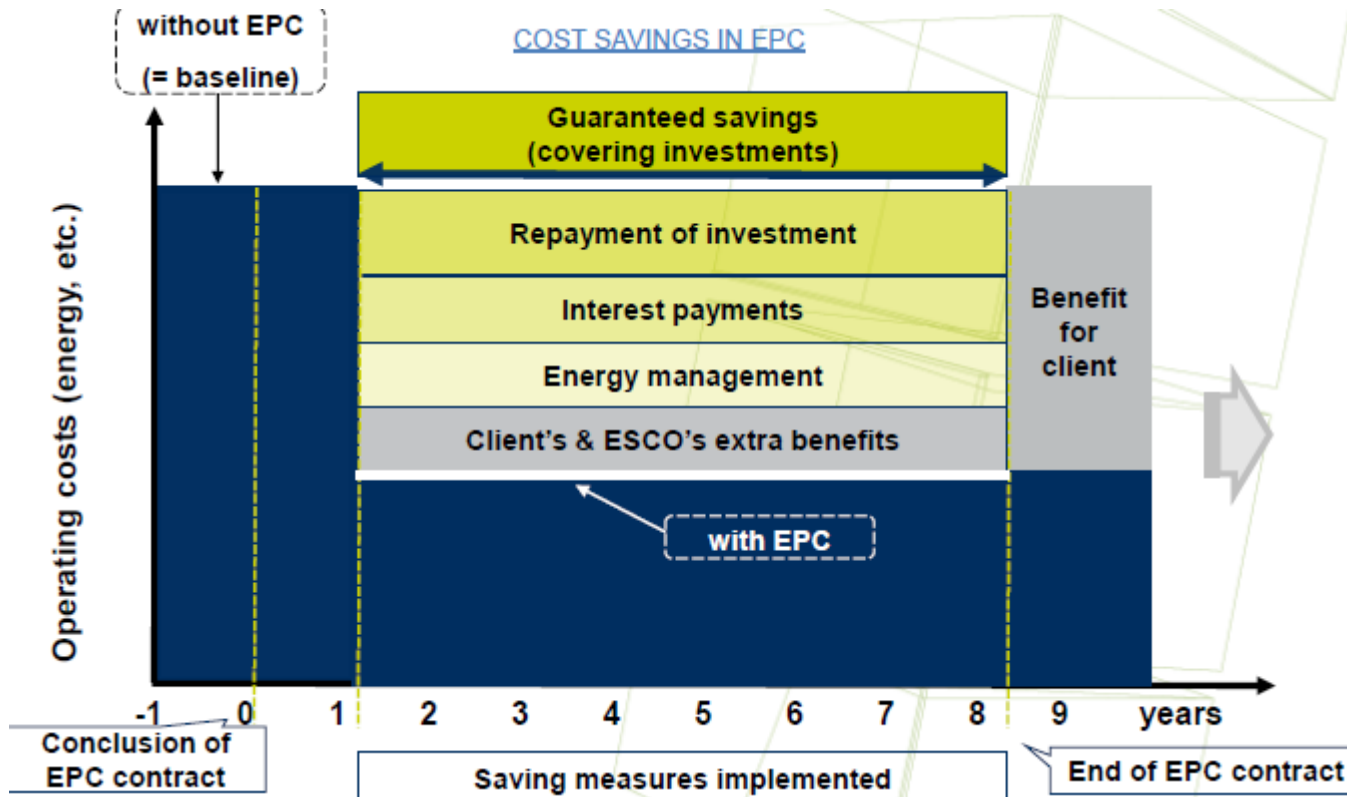 without EPC
(= baseline)
COST SAVINGS IN EPC
Guaranteed savings
(covering investments)
Operating costs (energy, etc.)
Repayment of investment
Interest payments
Energy management
Client's & ESCO's extra benefits
Benefit
for
client
with EPC
-1 0 1 2 3 4 5 6 7 8 9 years
Conclusion of
EPC contract
Saving measures implemented
End of EPC contract